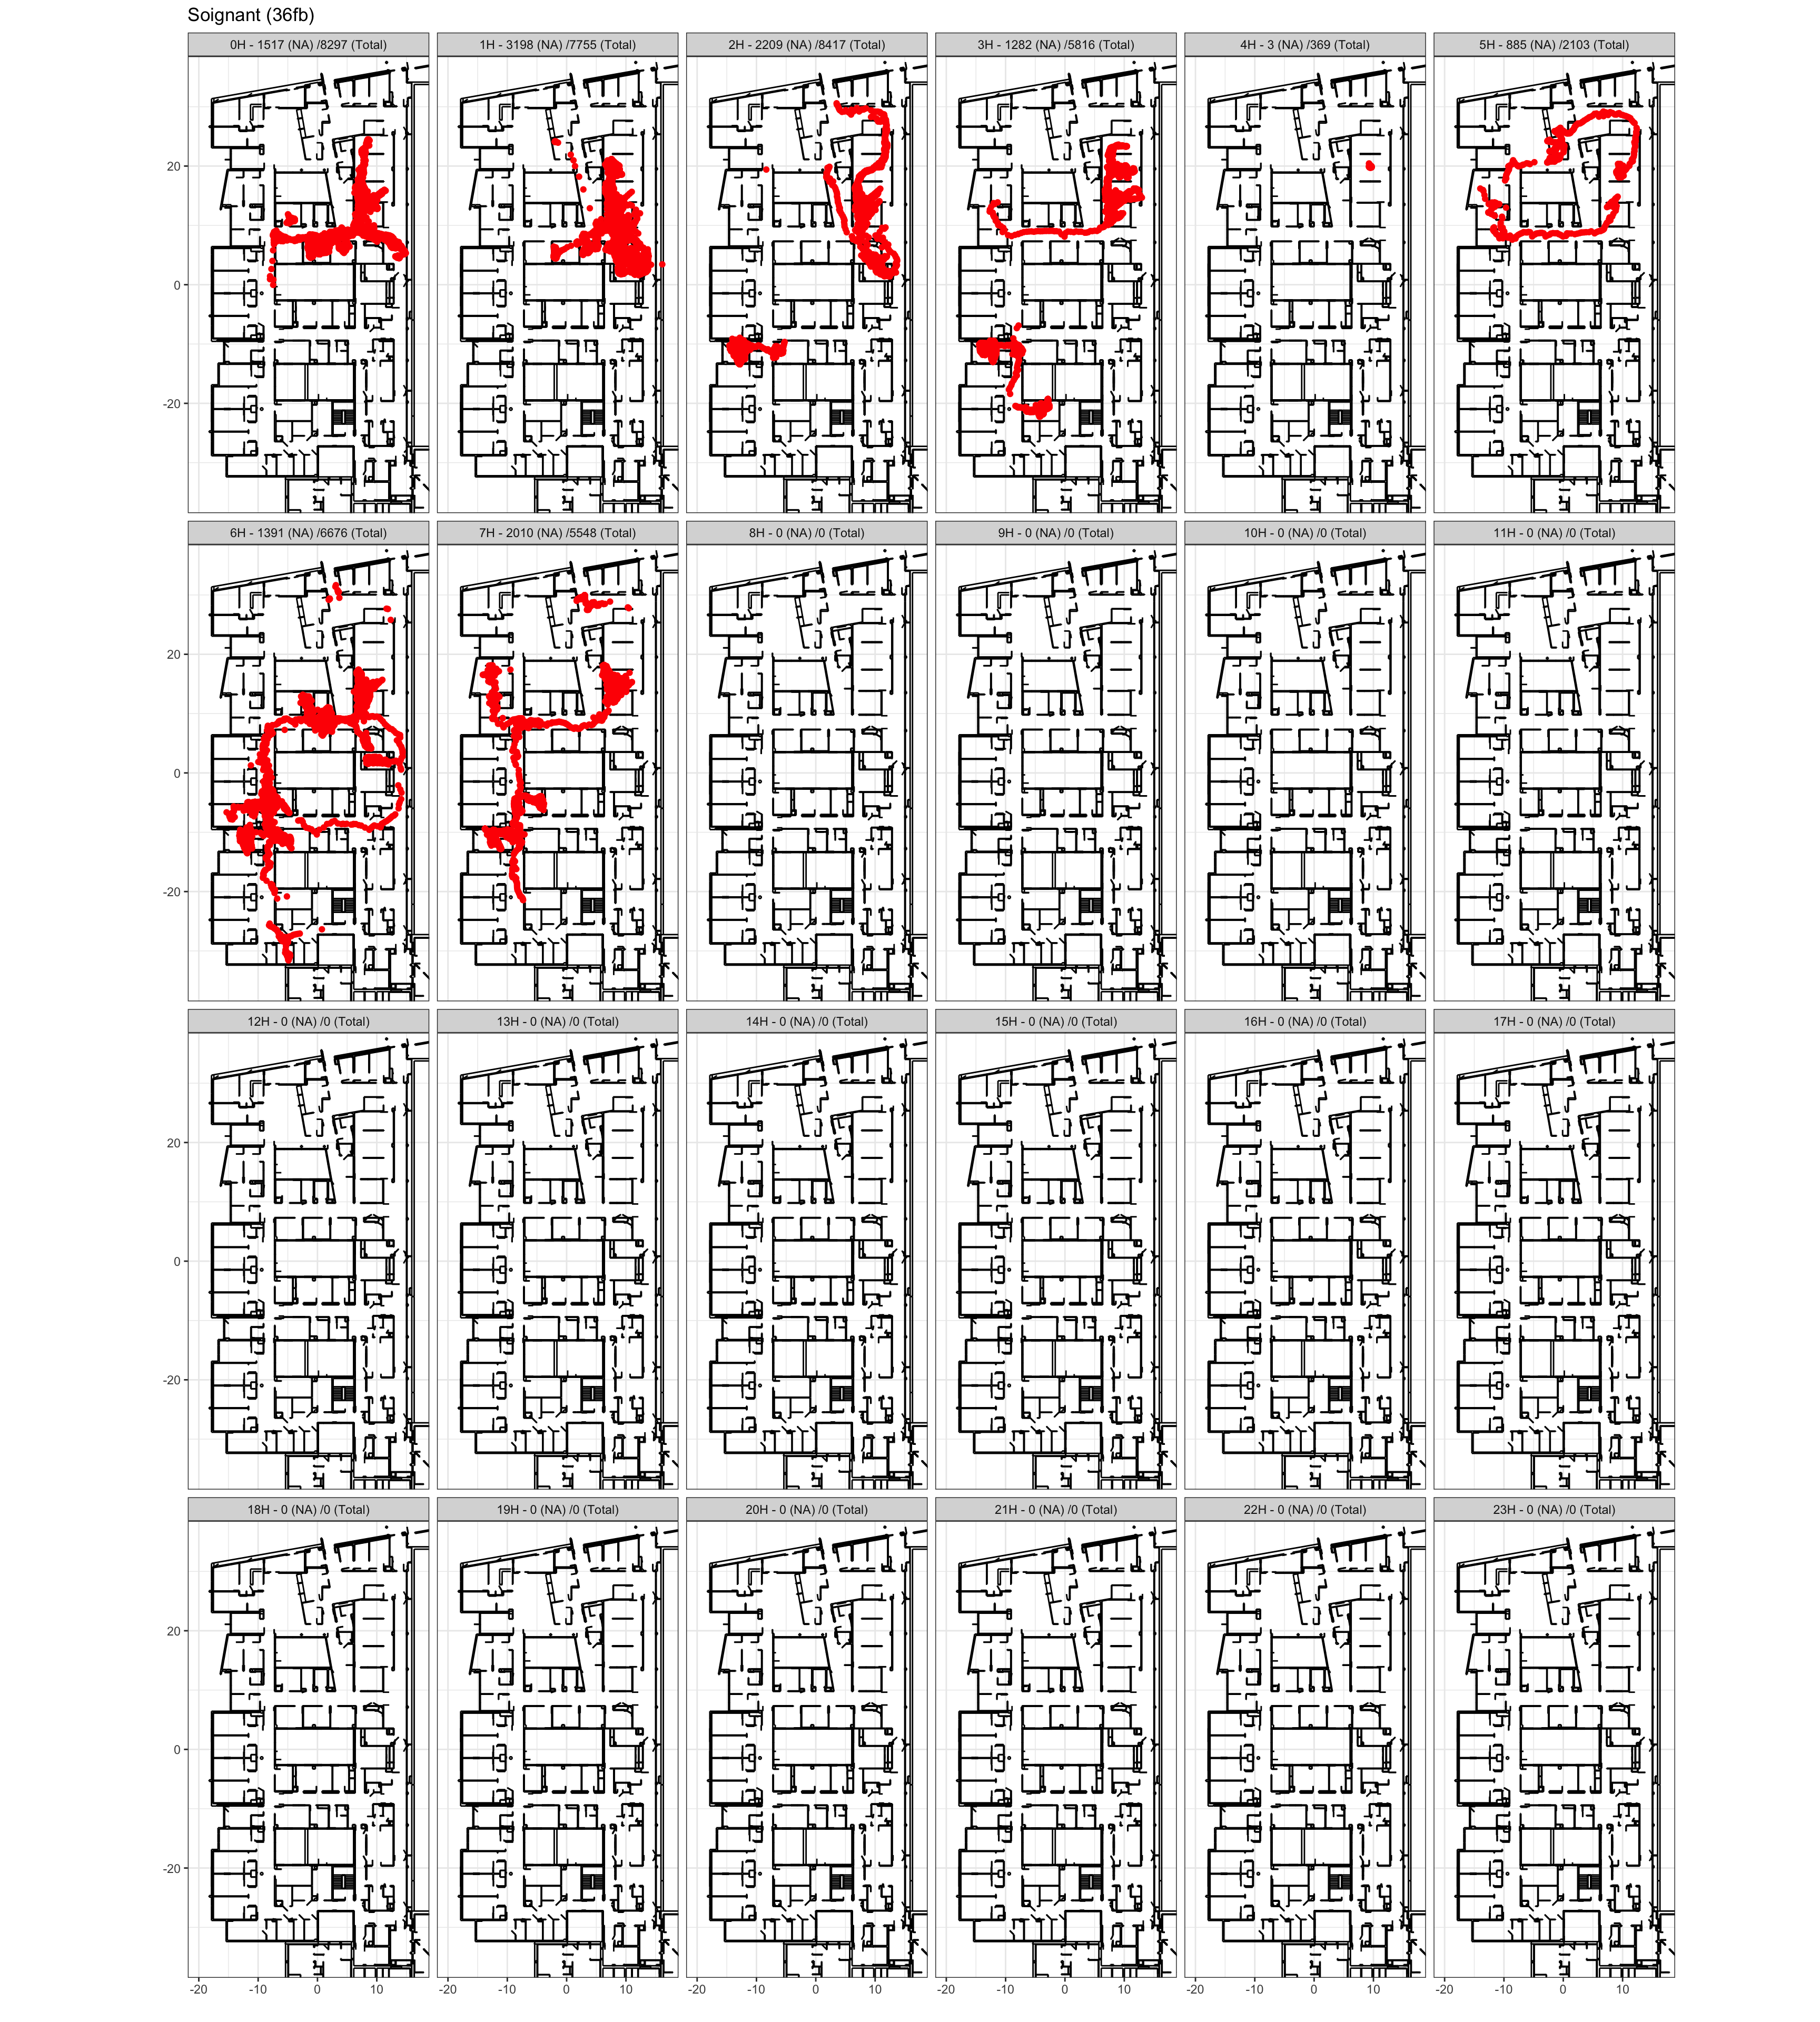 Soignant (36fb)
0H - 1517 (NA) /8297 (Total) 1H - 3198 (NA) /7755 (Total) 2H - 2209 (NA) /8417 (Total) 3H - 1282 (NA) /5816 (Total) 4H - 3 (NA) /369 (Total) 5H - 885 (NA) /2103 (Total)
20
0
-20
6H - 1391 (NA) /6676 (Total) 7H - 2010 (NA) /5548 (Total) 8H - 0 (NA) /0 (Total) 9H - 0 (NA) /0 (Total) 10H - 0 (NA) /0 (Total) 11H - 0 (NA) /0 (Total)
20
0
-20
12H - 0 (NA) /0 (Total) 13H - 0 (NA) /0 (Total) 14H - 0 (NA) /0 (Total) 15H - 0 (NA) /0 (Total) 16H - 0 (NA) /0 (Total) 17H - 0 (NA) /0 (Total)
20
0
-20
18H - 0 (NA) /0 (Total) 19H - 0 (NA) /0 (Total) 20H - 0 (NA) /0 (Total) 21H - 0 (NA) /0 (Total) 22H - 0 (NA) /0 (Total) 23H - 0 (NA) /0 (Total)
20
0
-20
-20 -10 0 10 -20 -10 0 10 -20 -10 0 10 -20 -10 0 10 -20 -10 0 10 -20 -10 0 10